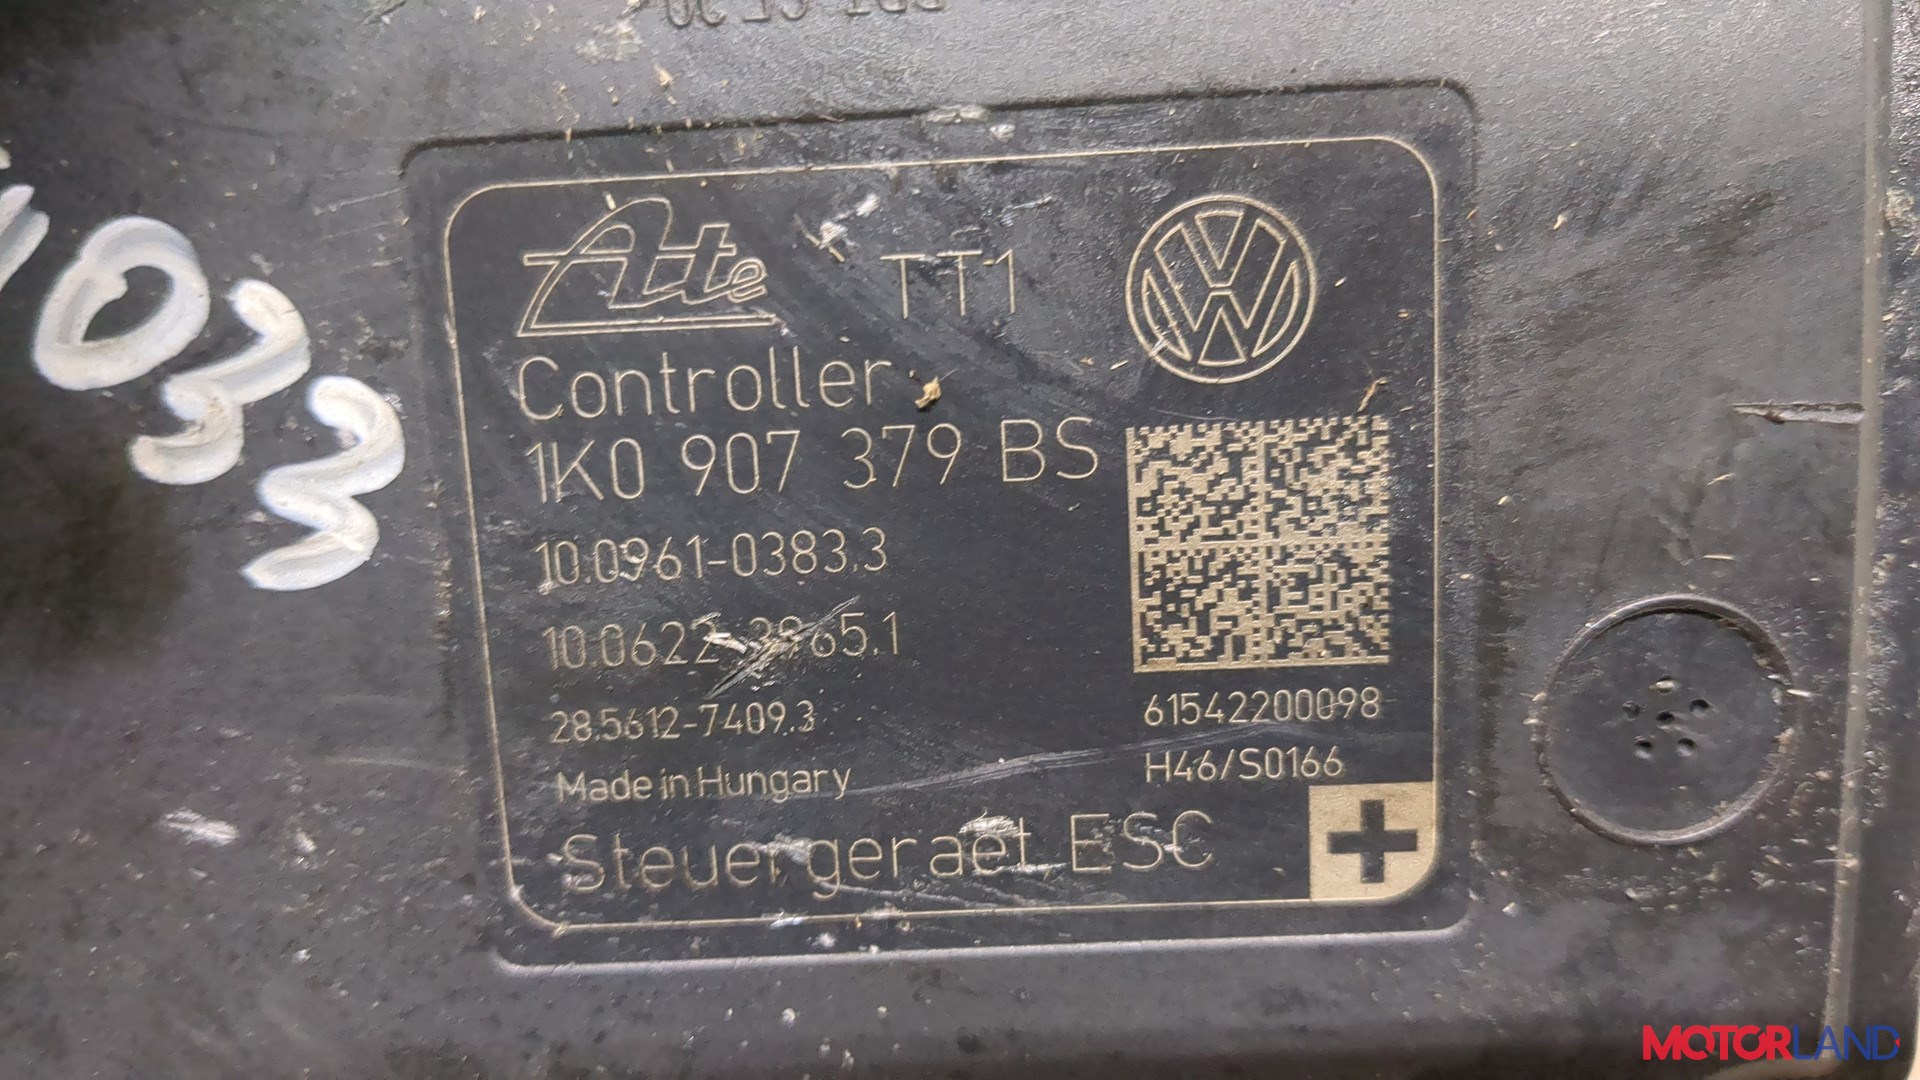 Ate TT1
Controller
1K0 907 379 BS
10.0961-0383.3
28.5612-7409.3
61542200098
Made in Hungary
H46/S0166
Steuergeraet ESC
033
MOTORLAND